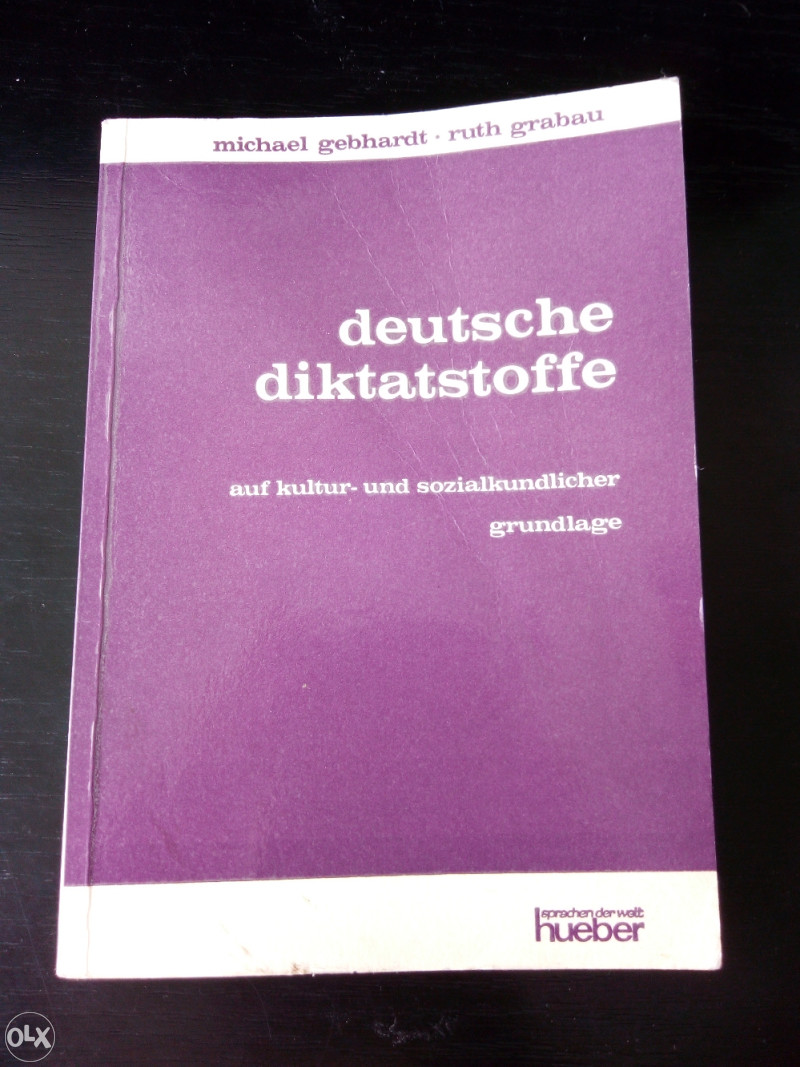 michael gebhardt · ruth grabau
deutsche
diktatstoffe
auf kultur- und sozialkundlicher
grundlage
sprachen der welt
hueber
OLX